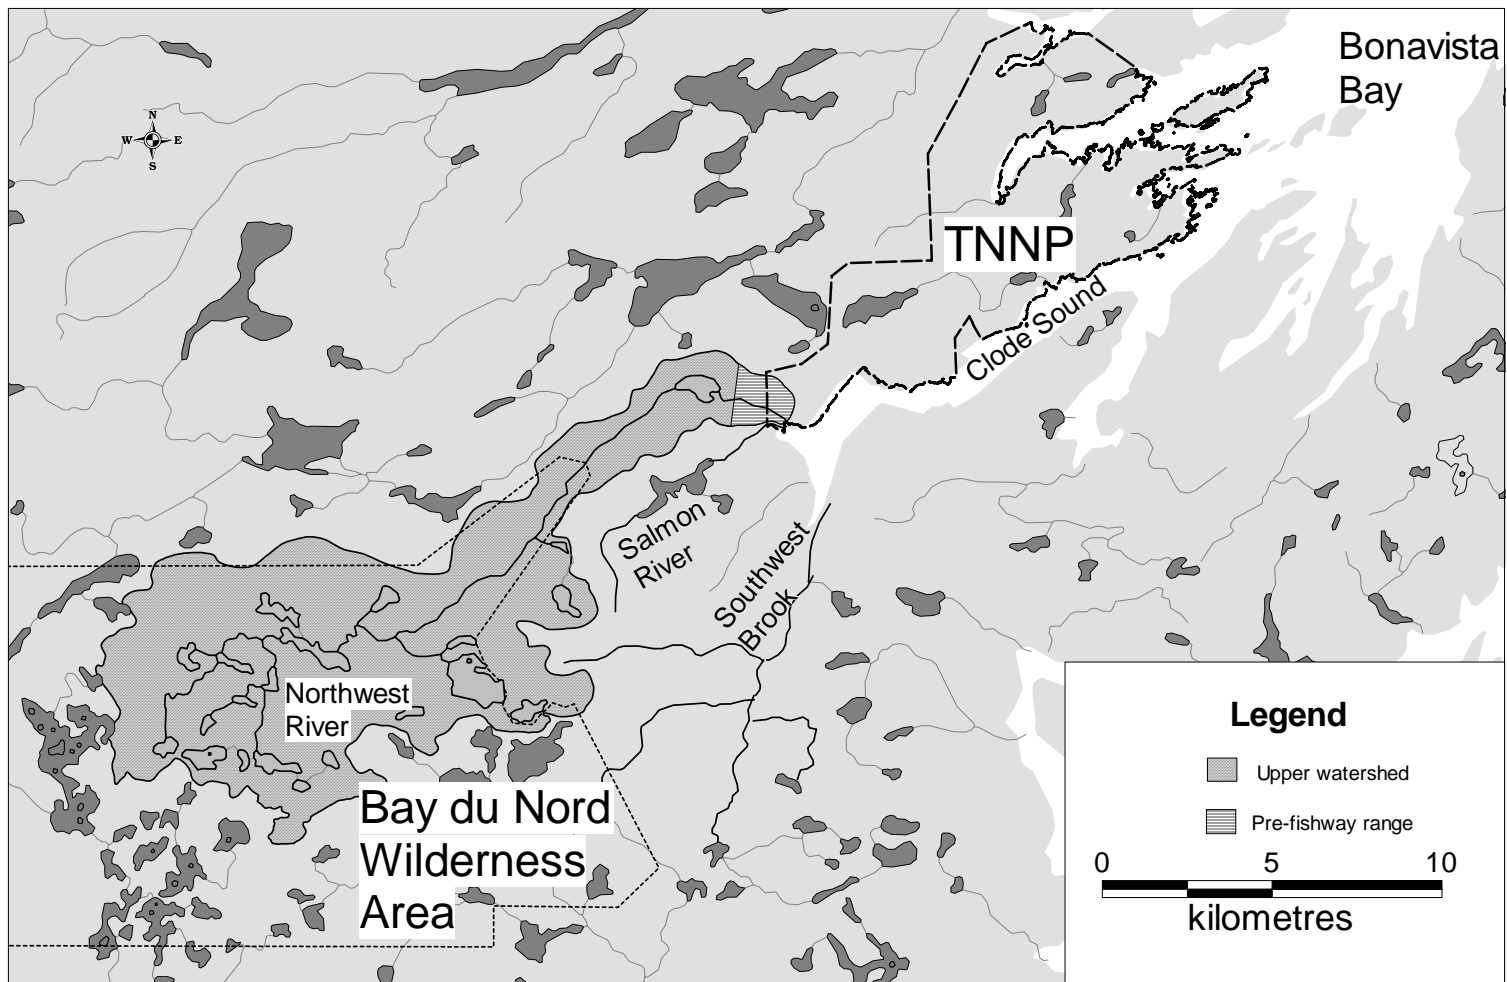 Bonavista
Bay
N
W E
S
TNNP
Clode Sound
Salmon
River
Southwest
Brook
Northwest
River
Bay du Nord
Wilderness
Area
Legend
Upper watershed
Pre-fishway range
0 5 10
kilometres